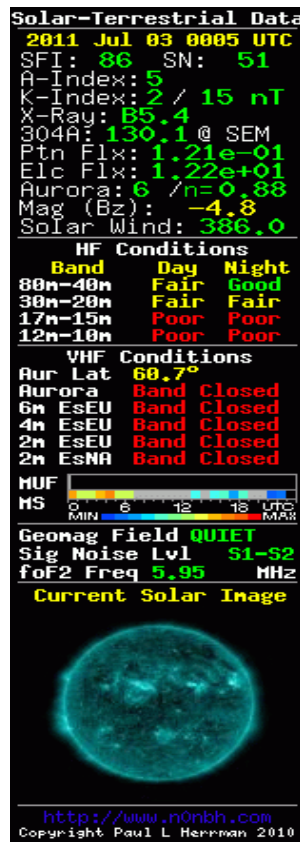 Solar-Terrestrial Data
2011 Jul 03 0005 UTC
SFI: 86 SN: 51
A-Index: 5
K-Index: 2 / 15 nT
X-Ray: B5.4
304A: 130.1 @ SEM
Ptn Flx: 1.21e-01
Elc Flx: 1.22e+01
Aurora: 6 /n=0.88
Mag (Bz): -4.8
Solar Wind: 386.0
HF Conditions
Band Day Night
80m-40m Fair Good
30m-20m Fair Fair
17m-15m Poor Poor
12m-10m Poor Poor
VHF Conditions
Aur Lat 60.7°
Aurora Band Closed
6m EsEU Band Closed
4m EsEU Band Closed
2m EsEU Band Closed
2m EsNA Band Closed
MUF
MS 0 6 12 18 UTC
MIN MAX
Geomag Field QUIET
Sig Noise Lvl S1-S2
foF2 Freq 5.95 MHz
Current Solar Image
http://www.n0nbh.com
Copyright Paul L Herrman 2010